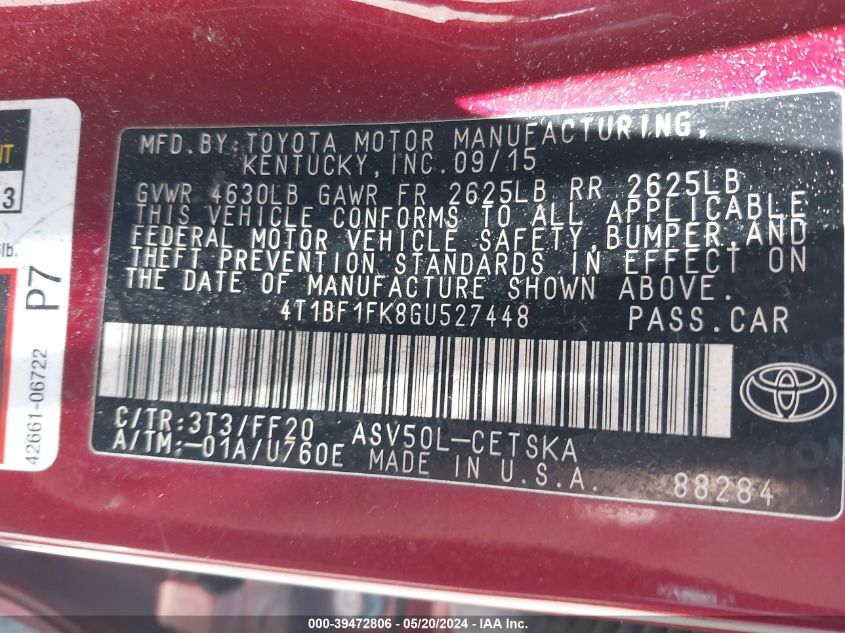 MFD. BY: TOYOTA MOTOR MANUFACTURING,
KENTUCKY, INC. 09/15
GVWR 4630LB GAWR FR 2625LB RR 2625LB
THIS VEHICLE CONFORMS TO ALL APPLICABLE
FEDERAL MOTOR VEHICLE SAFETY, BUMPER, AND
THEFT PREVENTION STANDARDS IN EFFECT ON
THE DATE OF MANUFACTURE SHOWN ABOVE.
4T1BF1FK8GU527448 PASS. CAR
C/TR: 3T3/FF20 ASV50L-CETSKA
A/TM: -01A/U760E MADE IN U.S.A.
88284
3
P7
42661-06722
000-39472806 - 05/20/2024 - IAA Inc.